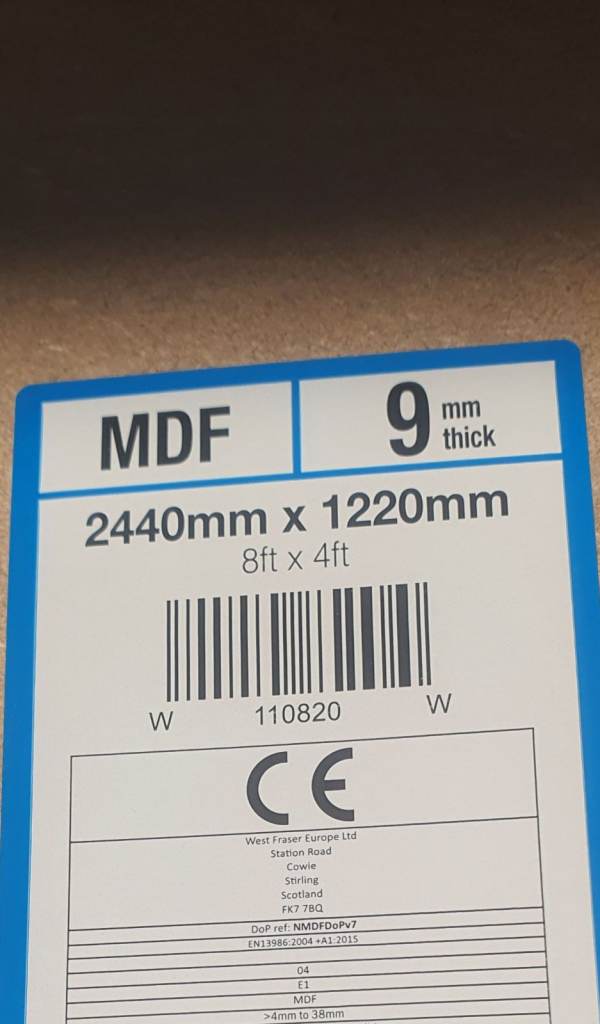 MDF
9 mm thick
2440mm x 1220mm
8ft x 4ft
W 110820 W
CE
West Fraser Europe Ltd
Station Road
Cowie
Stirling
Scotland
FK7 7BQ
DoP ref: NMDFDoPv7
EN13986:2004 +A1:2015
04
E1
MDF
>4mm to 38mm